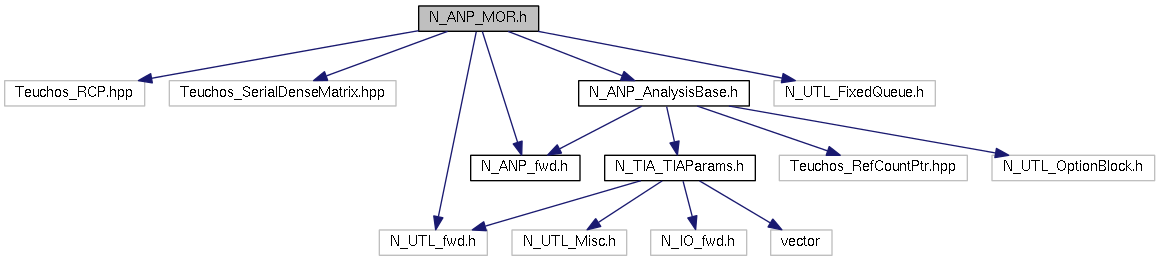 N_ANP_MOR.h
Teuchos_RCP.hpp
Teuchos_SerialDenseMatrix.hpp
N_ANP_AnalysisBase.h
N_UTL_FixedQueue.h
N_ANP_fwd.h
N_TIA_TIAParams.h
Teuchos_RefCountPtr.hpp
N_UTL_OptionBlock.h
N_UTL_fwd.h
N_UTL_Misc.h
N_IO_fwd.h
vector